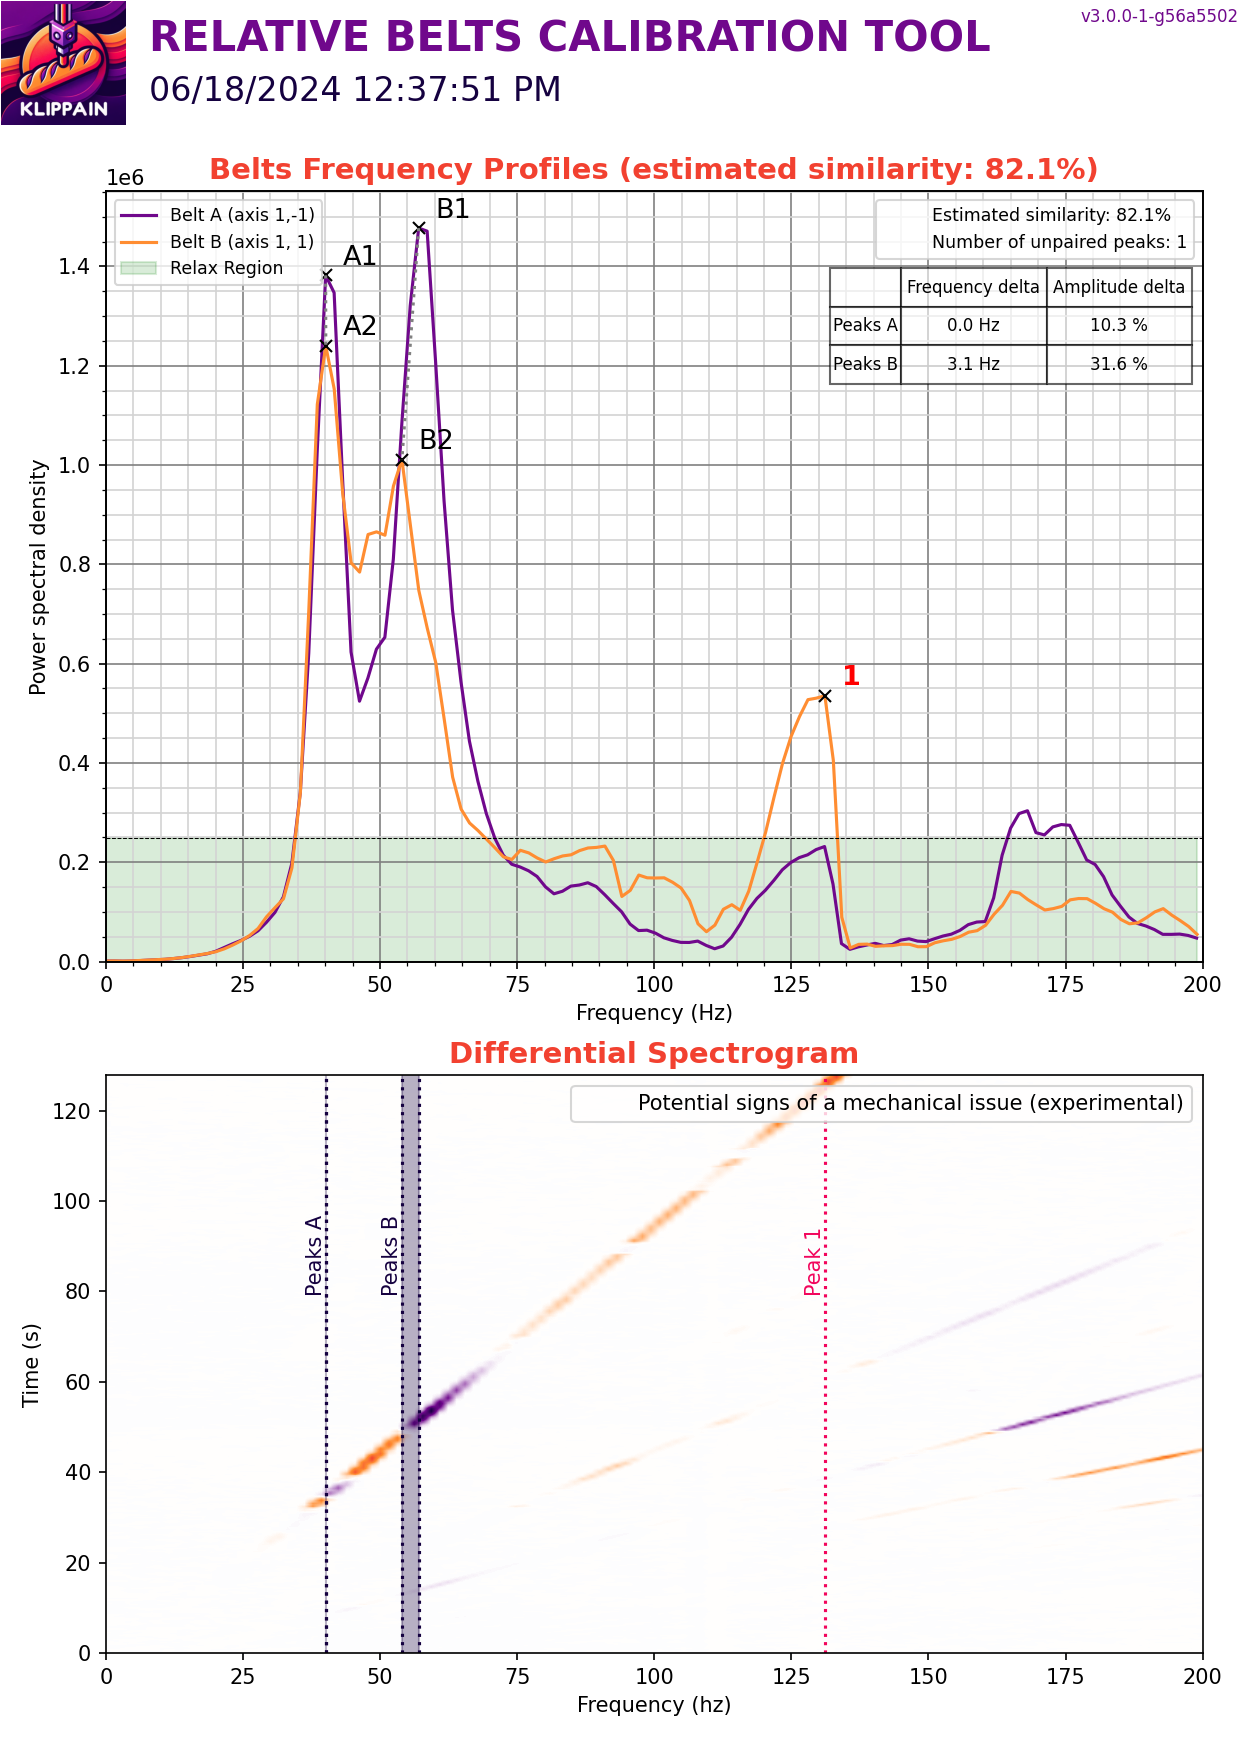 v3.0.0-1-g56a5502
RELATIVE BELTS CALIBRATION TOOL
06/18/2024 12:37:51 PM
KLIPPAIN
Belts Frequency Profiles (estimated similarity: 82.1%)
1e6
Belt A (axis 1,-1)
Belt B (axis 1, 1)
Relax Region
Estimated similarity: 82.1%
Number of unpaired peaks: 1
Frequency delta Amplitude delta
Peaks A 0.0 Hz 10.3 %
Peaks B 3.1 Hz 31.6 %
A1
A2
B1
B2
1
Power spectral density
1.4
1.2
1.0
0.8
0.6
0.4
0.2
0.0
0 25 50 75 100 125 150 175 200
Frequency (Hz)
Differential Spectrogram
Potential signs of a mechanical issue (experimental)
Peaks A
Peaks B
Peak 1
Time (s)
120
100
80
60
40
20
0
0 25 50 75 100 125 150 175 200
Frequency (hz)